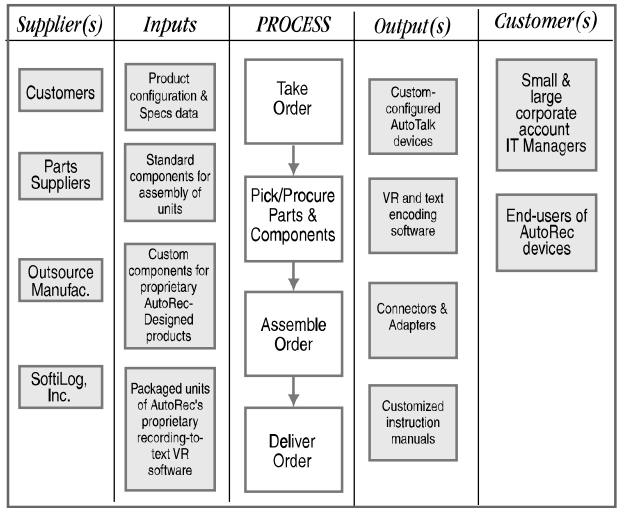 Supplier(s)
Inputs
PROCESS
Output(s)
Customer(s)
Customers
Parts
Suppliers
Outsource
Manufac.
SoftiLog,
Inc.
Product
configuration &
Specs data
Standard
components for
assembly of
units
Custom
components for
proprietary
AutoRec-
Designed
products
Packaged units
of AutoRec's
proprietary
recording-to-
text VR
software
Take
Order
Pick/Procure
Parts &
Components
Assemble
Order
Deliver
Order
Custom-
configured
AutoTalk
devices
VR and text
encoding
software
Connectors &
Adapters
Customized
instruction
manuals
Small &
large
corporate
account
IT Managers
End-users of
AutoRec
devices